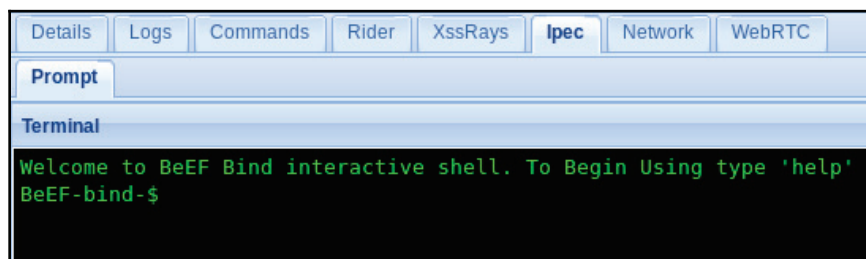 Details Logs Commands Rider XssRays Ipec Network WebRTC
Prompt
Terminal
Welcome to BeEF Bind interactive shell. To Begin Using type 'help'
BeEF-bind-$